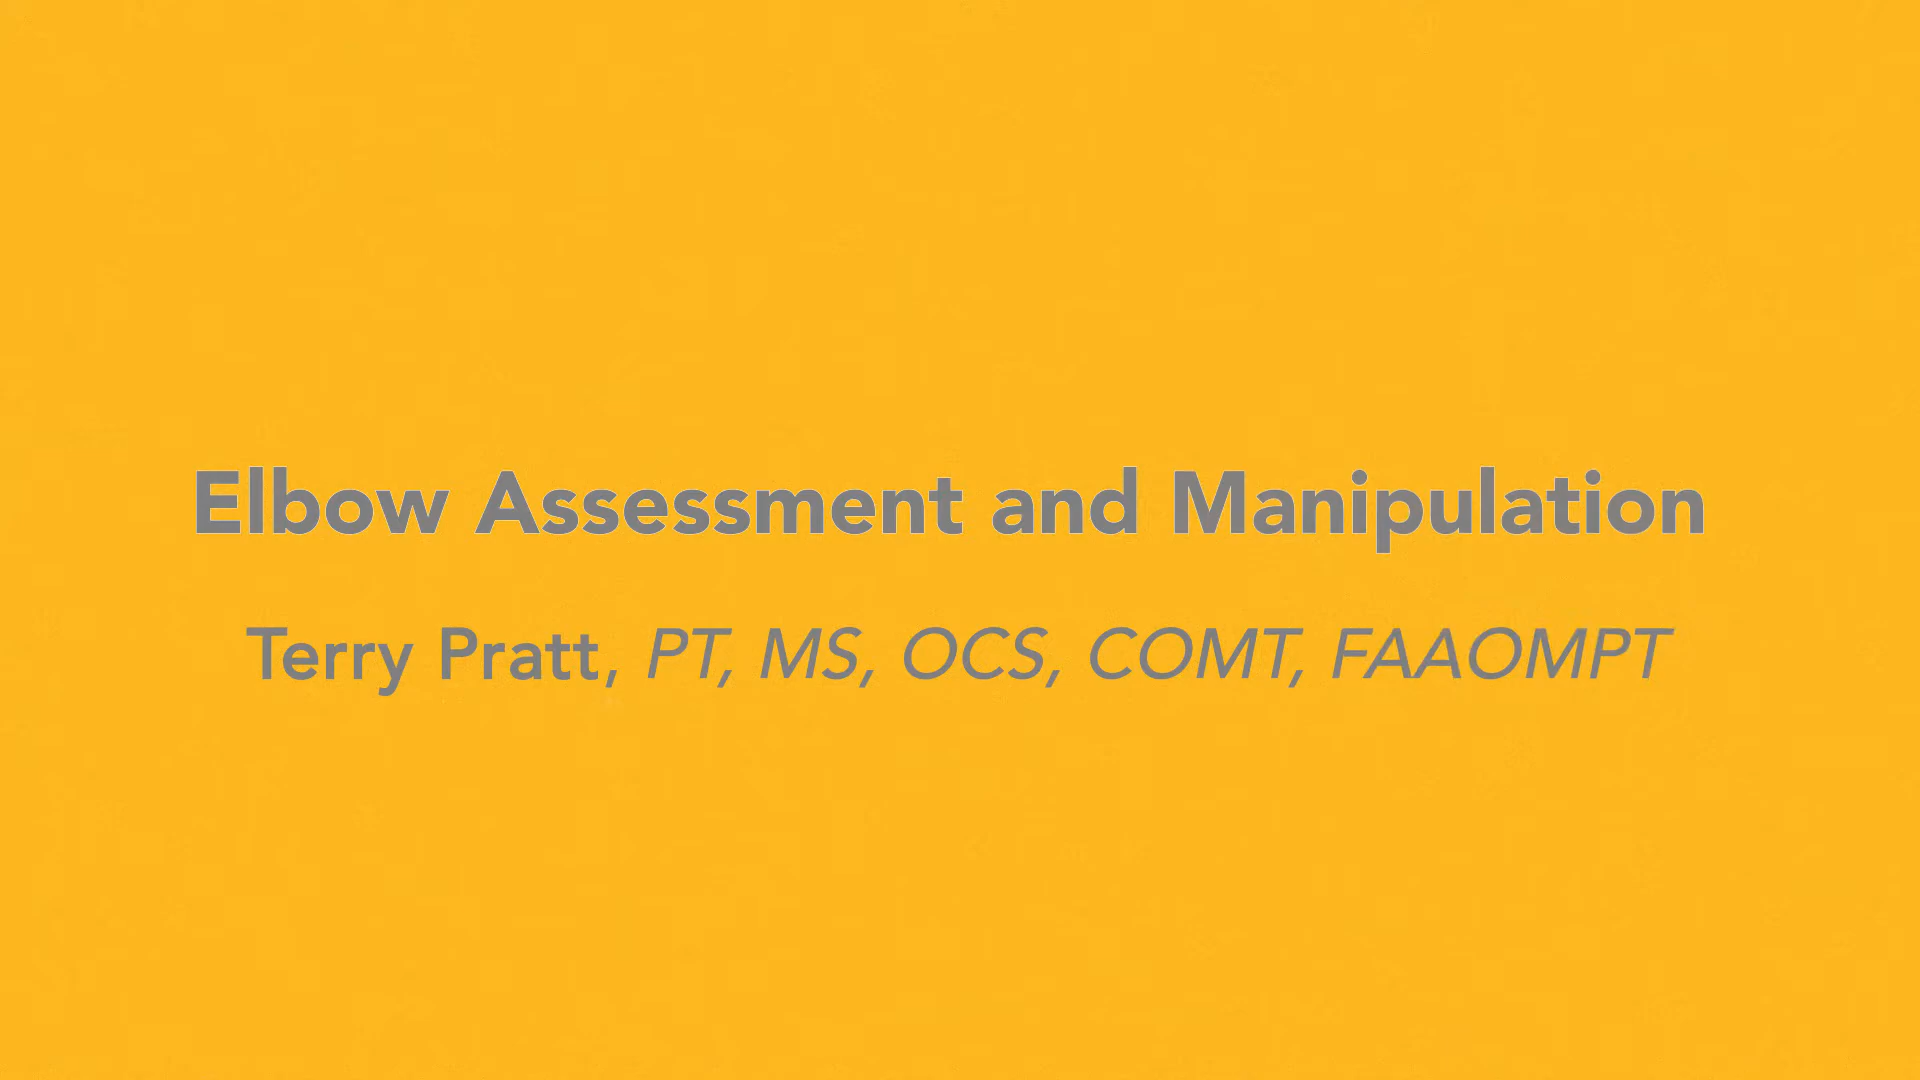 Elbow Assessment and Manipulation
Terry Pratt, PT, MS, OCS, COMT, FAAOMPT